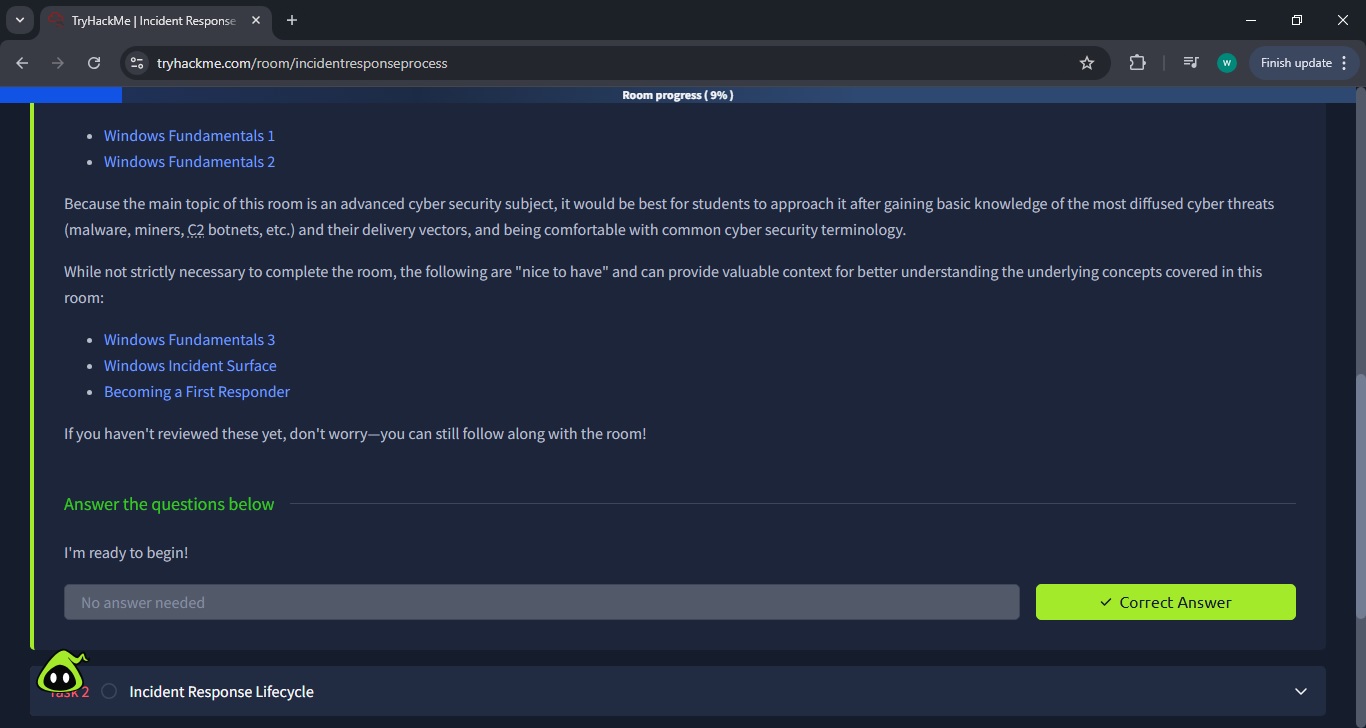 TryHackMe | Incident Response
tryhackme.com/room/incidentresponseprocess
W
Finish update
Room progress ( 9% )
Windows Fundamentals 1
Windows Fundamentals 2
Because the main topic of this room is an advanced cyber security subject, it would be best for students to approach it after gaining basic knowledge of the most diffused cyber threats
(malware, miners, C2 botnets, etc.) and their delivery vectors, and being comfortable with common cyber security terminology.
While not strictly necessary to complete the room, the following are "nice to have" and can provide valuable context for better understanding the underlying concepts covered in this
room:
Windows Fundamentals 3
Windows Incident Surface
Becoming a First Responder
If you haven't reviewed these yet, don't worry—you can still follow along with the room!
Answer the questions below
I'm ready to begin!
No answer needed
✓ Correct Answer
Task 2 Incident Response Lifecycle